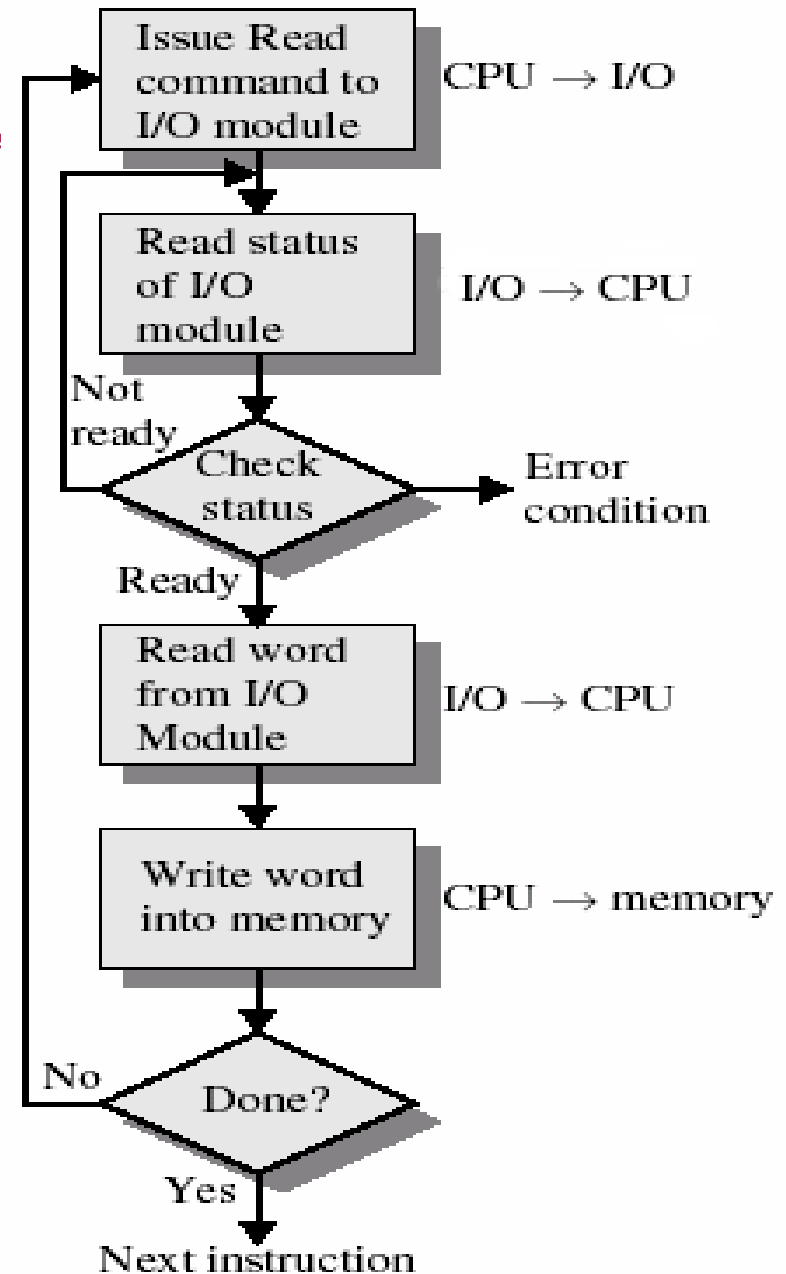 Issue Read
command to
I/O module
CPU → I/O
Read status
of I/O
module
I/O → CPU
Not
ready
Check
status
Error
condition
Ready
Read word
from I/O
Module
I/O → CPU
Write word
into memory
CPU → memory
No
Done?
Yes
Next instruction